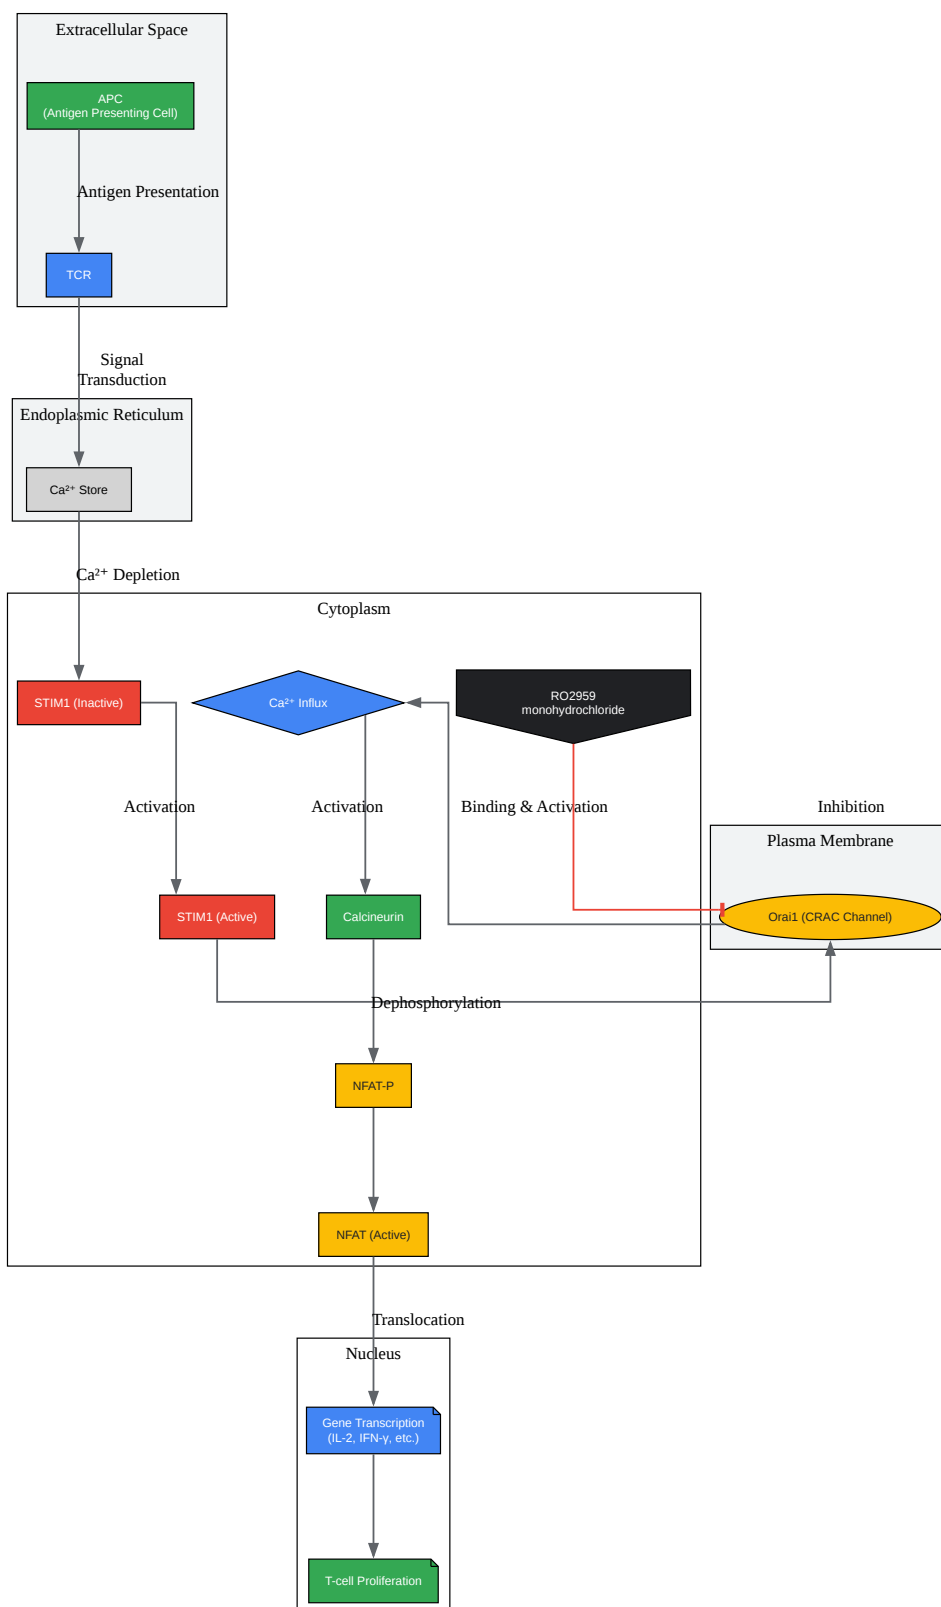 Extracellular Space
APC
(Antigen Presenting Cell)
Antigen Presentation
TCR
Signal
Transduction
Endoplasmic Reticulum
Ca²⁺ Store
Ca²⁺ Depletion
Cytoplasm
STIM1 (Inactive)
Ca²⁺ Influx
RO2959
monohydrochloride
Activation
Activation
Binding & Activation
Inhibition
Plasma Membrane
STIM1 (Active)
Calcineurin
Orai1 (CRAC Channel)
Dephosphorylation
NFAT-P
NFAT (Active)
Translocation
Nucleus
Gene Transcription
(IL-2, IFN-γ, etc.)
T-cell Proliferation